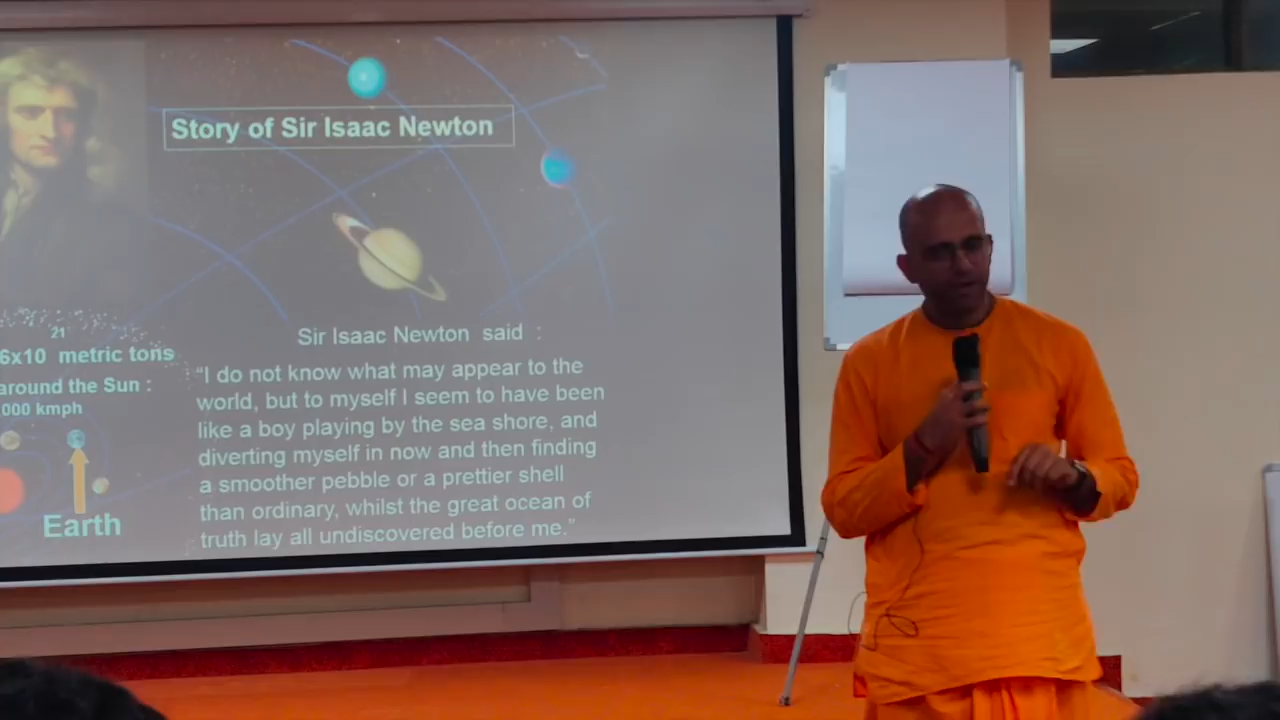 Story of Sir Isaac Newton
21
6x10 metric tons
around the Sun :
000 kmph
Earth
Sir Isaac Newton said :
“I do not know what may appear to the
world, but to myself I seem to have been
like a boy playing by the sea shore, and
diverting myself in now and then finding
a smoother pebble or a prettier shell
than ordinary, whilst the great ocean of
truth lay all undiscovered before me.”